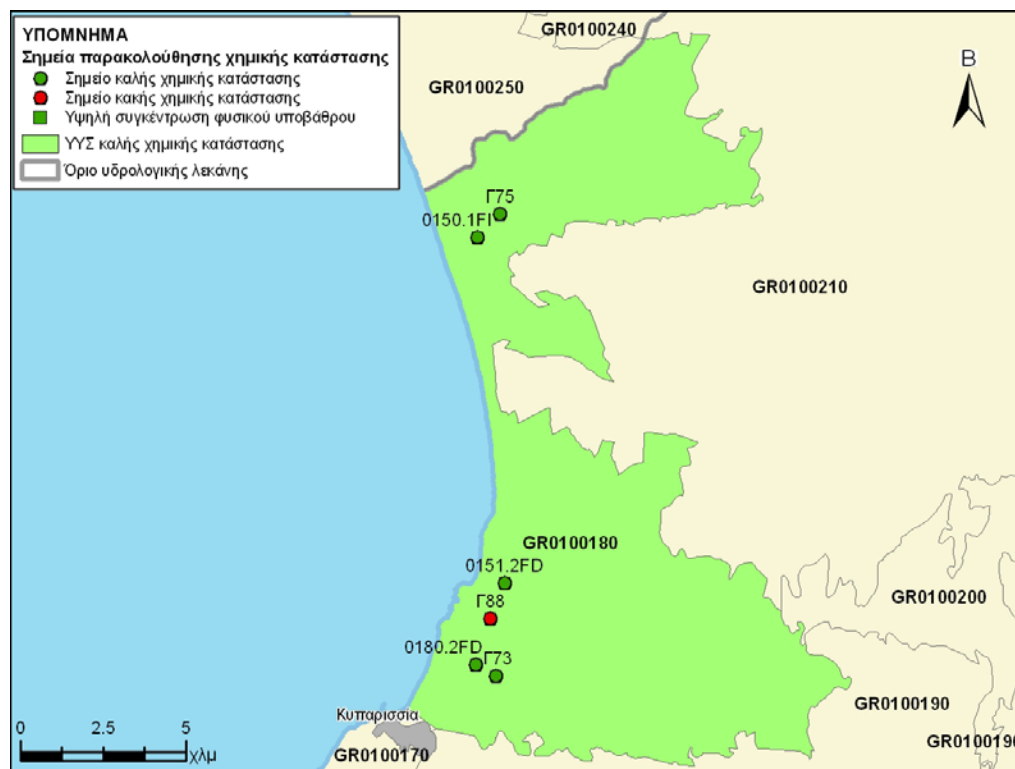 ΥΠΟΜΝΗΜΑ
Σημεία παρακολούθησης χημικής κατάστασης
Σημείο καλής χημικής κατάστασης
Σημείο κακής χημικής κατάστασης
Υψηλή συγκέντρωση φυσικού υποβάθρου
ΥΥΣ καλής χημικής κατάστασης
Όριο υδρολογικής λεκάνης
GR0100240
GR0100250
Β
Γ75
0150.1FI
GR0100210
GR0100180
0151.2FD
Γ88
GR0100200
0180.2FD
Γ73
GR0100190
Κυπαρισσία
GR0100190
GR0100170
0 2.5 5
χλμ